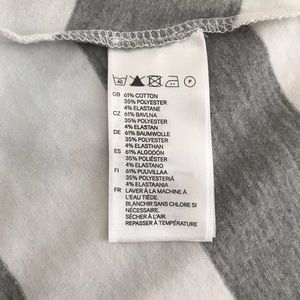 40 P
GB 61% COTTON
35% POLYESTER
4% ELASTANE
CZ 61% BAVLNA
35% POLYESTER
4% ELASTAN
DE 61% BAUMWOLLE
35% POLYESTER
4% ELASTHAN
ES 61% ALGODÓN
35% POLIÉSTER
4% ELASTANO
FI 61% PUUVILLAA
35% POLYESTERIÄ
4% ELASTAANIA
FR LAVER À LA MACHINE À
L'EAU TIÈDE.
BLANCHIR SANS CHLORE SI
NÉCESSAIRE.
SÉCHER À L'AIR.
REPASSER À TEMPÉRATURE